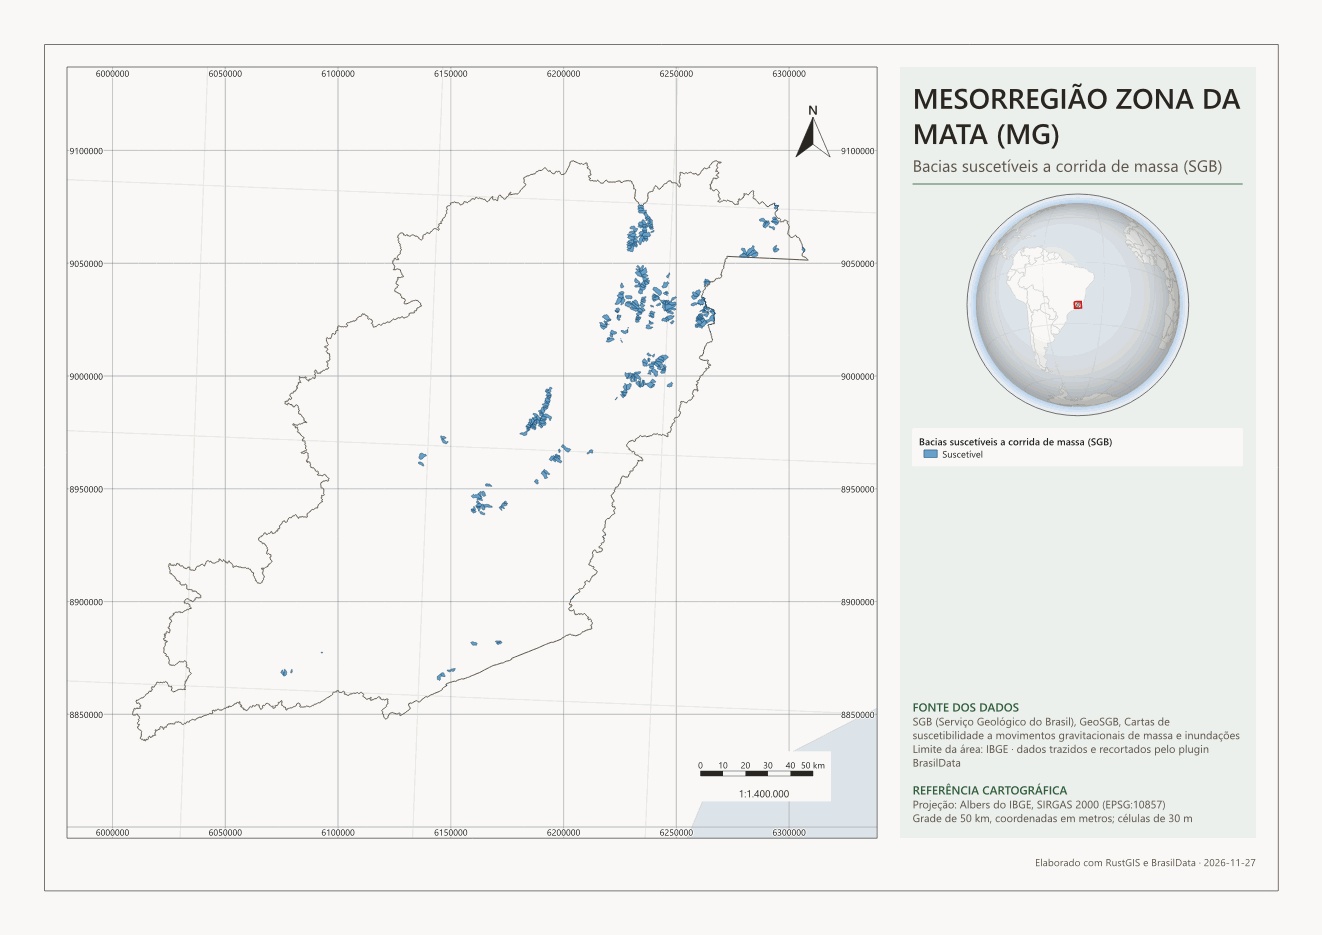 6000000 6050000 6100000 6150000 6200000 6250000 6300000
N
9100000 9100000
9050000 9050000
9000000 9000000
8950000 8950000
8900000 8900000
8850000 8850000
0 10 20 30 40 50 km
1:1.400.000
6000000 6050000 6100000 6150000 6200000 6250000 6300000
MESORREGIÃO ZONA DA
MATA (MG)
Bacias suscetíveis a corrida de massa (SGB)
Bacias suscetíveis a corrida de massa (SGB)
Suscetível
FONTE DOS DADOS
SGB (Serviço Geológico do Brasil), GeoSGB, Cartas de
suscetibilidade a movimentos gravitacionais de massa e inundações
Limite da área: IBGE · dados trazidos e recortados pelo plugin
BrasilData
REFERÊNCIA CARTOGRÁFICA
Projeção: Albers do IBGE, SIRGAS 2000 (EPSG:10857)
Grade de 50 km, coordenadas em metros; células de 30 m
Elaborado com RustGIS e BrasilData · 2026-11-27